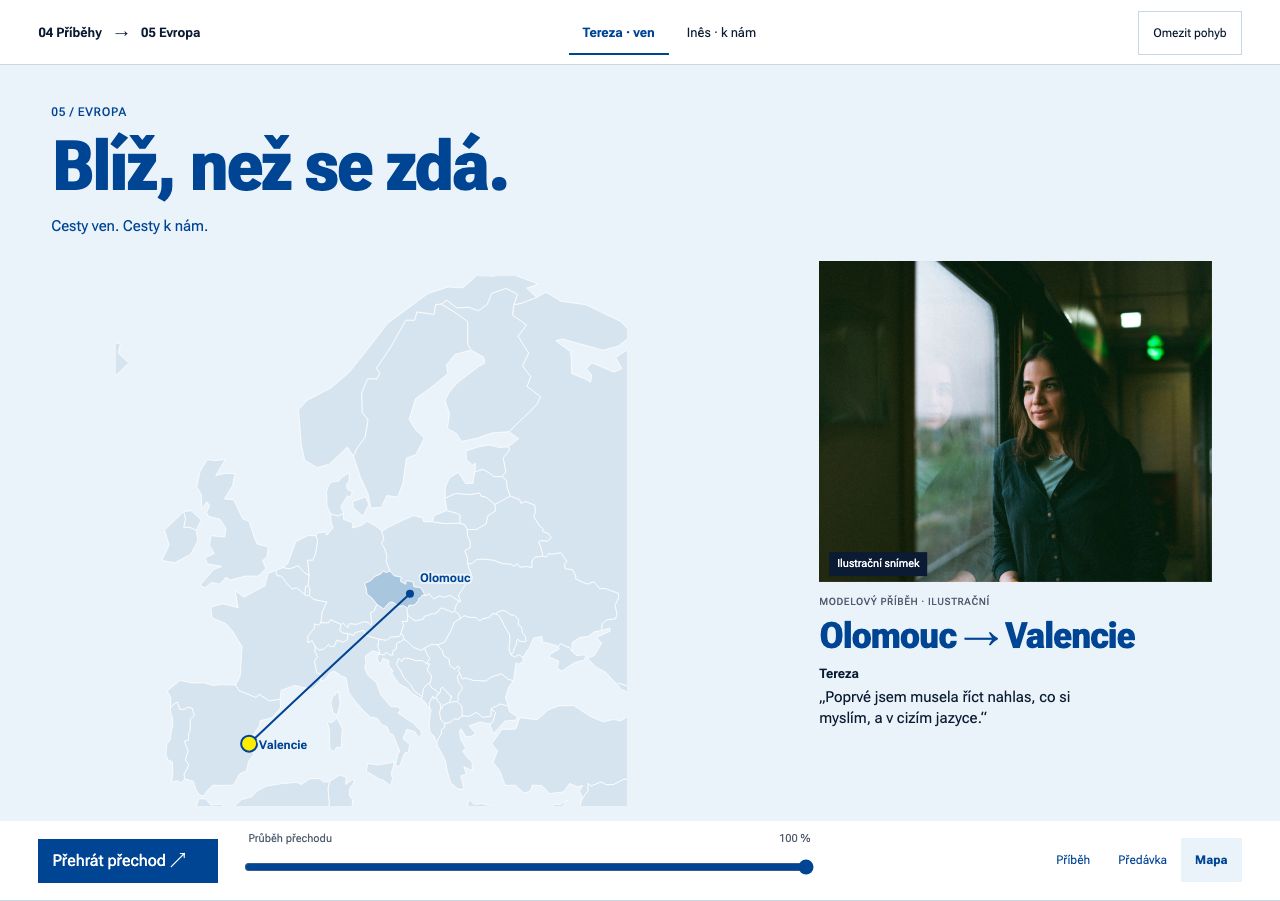 04 Příběhy → 05 Evropa
Tereza · ven
Inês · k nám
Omezit pohyb
05 / EVROPA
Blíž, než se zdá.
Cesty ven. Cesty k nám.
Olomouc
Valencie
Ilustrační snímek
MODELOVÝ PŘÍBĚH · ILUSTRAČNÍ
Olomouc → Valencie
Tereza
„Poprvé jsem musela říct nahlas, co si
myslím, a v cizím jazyce.“
Přehrát přechod ↗
Průběh přechodu
100 %
Příběh
Předávka
Mapa